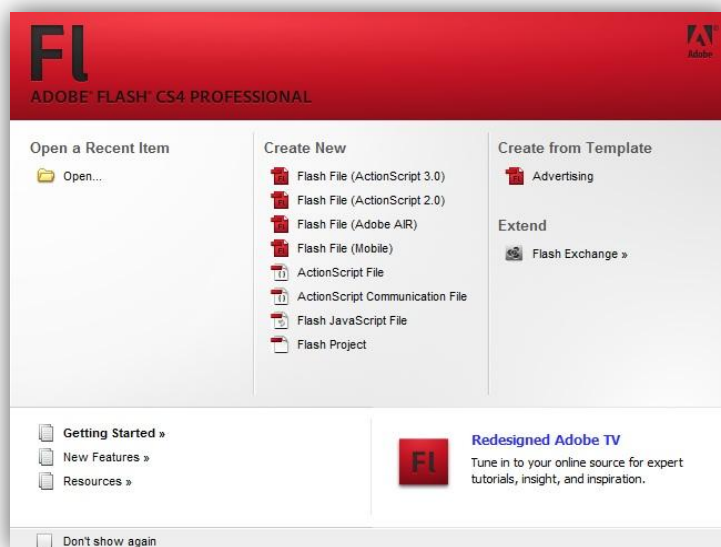 Fl
Adobe
ADOBE® FLASH® CS4 PROFESSIONAL
Open a Recent Item
Open...
Create New
Flash File (ActionScript 3.0)
Flash File (ActionScript 2.0)
Flash File (Adobe AIR)
Flash File (Mobile)
ActionScript File
ActionScript Communication File
Flash JavaScript File
Flash Project
Create from Template
Advertising
Extend
Flash Exchange »
Getting Started »
New Features »
Resources »
Fl
Redesigned Adobe TV
Tune in to your online source for expert
tutorials, insight, and inspiration.
Don't show again